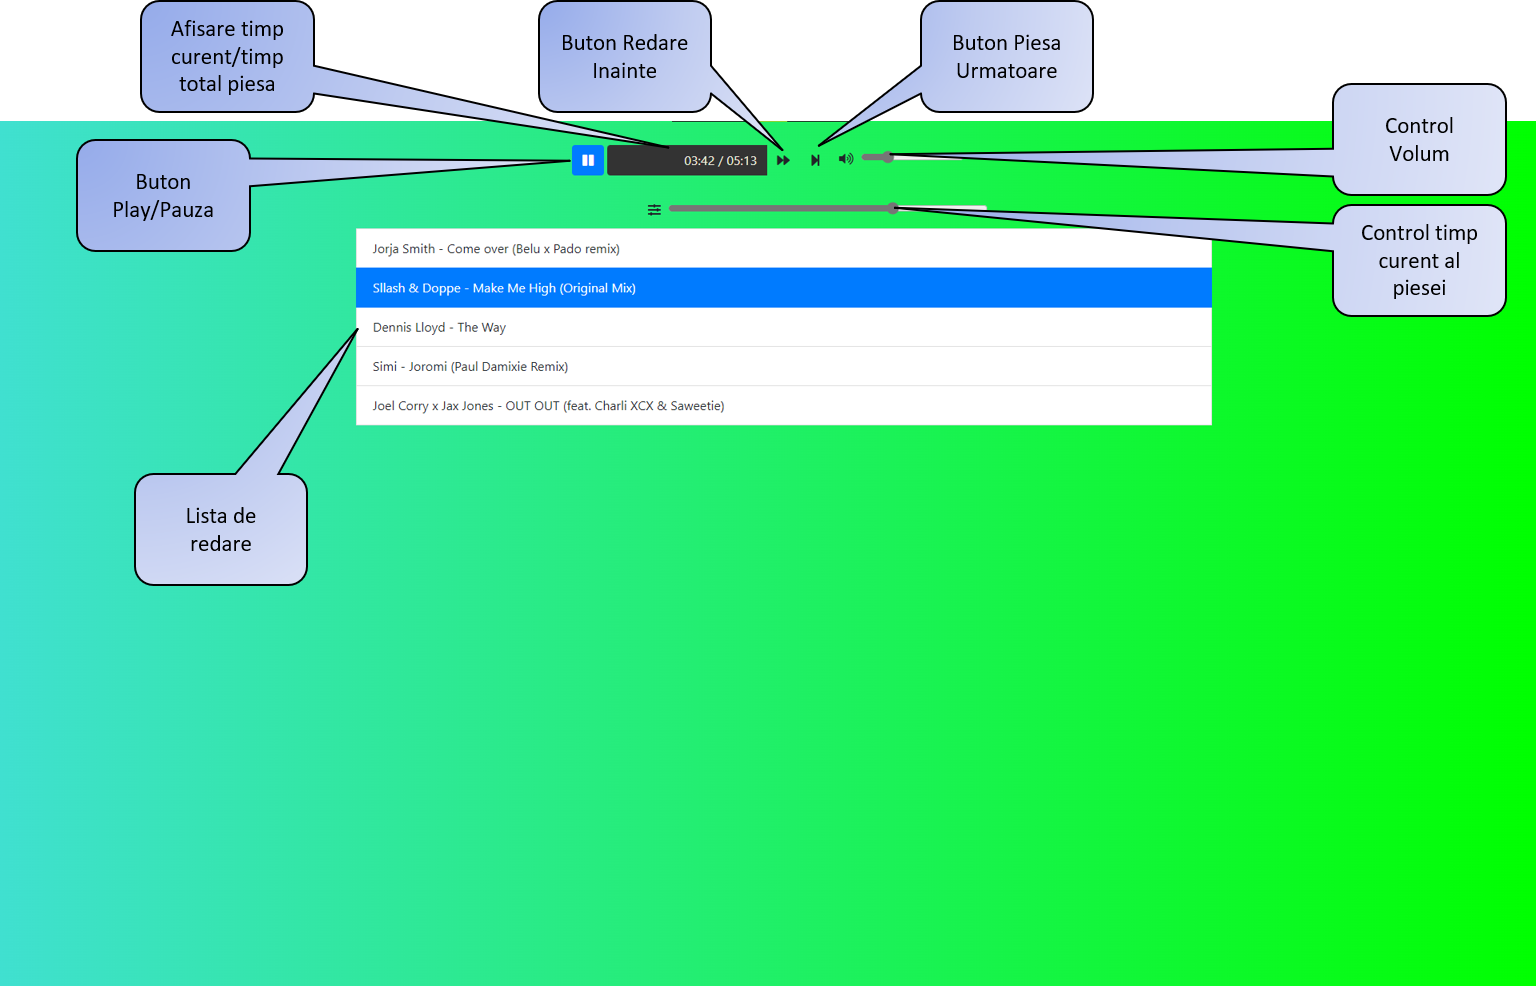 Afisare timp
curent/timp
total piesa
Buton Redare
Inainte
Buton Piesa
Urmatoare
Control
Volum
Buton
Play/Pauza
03:42 / 05:13
Control timp
curent al
piesei
Jorja Smith - Come over (Belu x Pado remix)
Sllash & Doppe - Make Me High (Original Mix)
Dennis Lloyd - The Way
Simi - Joromi (Paul Damixie Remix)
Joel Corry x Jax Jones - OUT OUT (feat. Charli XCX & Saweetie)
Lista de
redare